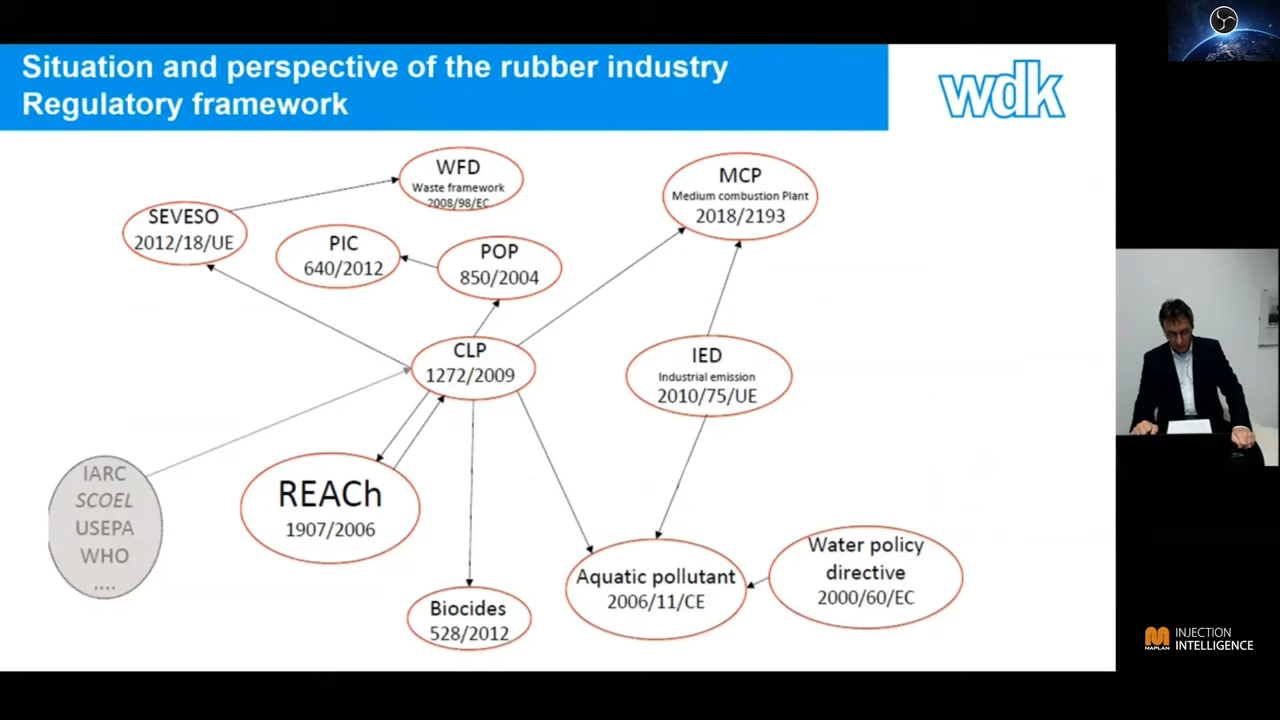 Situation and perspective of the rubber industry
Regulatory framework
wdk
WFD
Waste framework
2008/98/EC
MCP
Medium combustion Plant
2018/2193
SEVESO
2012/18/UE
PIC
640/2012
POP
850/2004
CLP
1272/2009
IED
Industrial emission
2010/75/UE
IARC
SCOEL
USEPA
WHO
....
REACh
1907/2006
Water policy
directive
2000/60/EC
Aquatic pollutant
2006/11/CE
Biocides
528/2012
MAPLAN
INJECTION
INTELLIGENCE